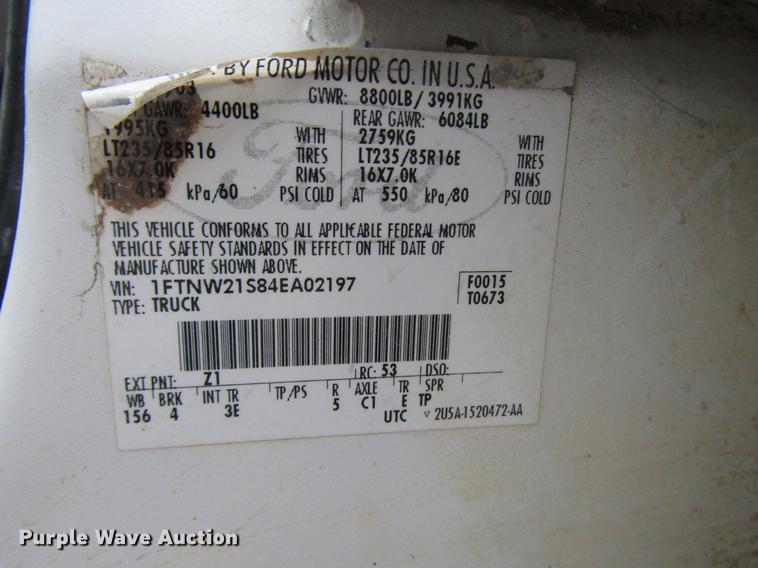 . BY FORD MOTOR CO. IN U.S.A.
/03 GVWR: 8800LB / 3991KG
GAWR: 4400LB REAR GAWR: 6084LB
1995KG WITH 2759KG WITH
LT235/85R16 TIRES LT235/85R16E TIRES
16X7.0K RIMS 16X7.0K RIMS
AT 415 kPa/60 PSI COLD AT 550 kPa/80 PSI COLD
Ford
THIS VEHICLE CONFORMS TO ALL APPLICABLE FEDERAL MOTOR
VEHICLE SAFETY STANDARDS IN EFFECT ON THE DATE OF
MANUFACTURE SHOWN ABOVE.
VIN: 1FTNW21S84EA02197 F0015
TYPE: TRUCK T0673
EXT PNT: Z1 RC: 53 DSO:
WB BRK INT TR TP/PS R AXLE TR SPR
156 4 3E 5 C1 E TP
UTC ▽ 2U5A-1520472-AA
Purple Wave Auction